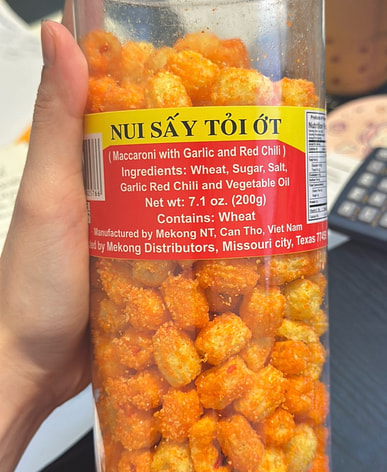 NUI SẤY TỎI ỚT
( Maccaroni with Garlic and Red Chili )
Ingredients: Wheat, Sugar, Salt,
Garlic Red Chili and Vegetable Oil
Net wt: 7.1 oz. (200g)
Contains: Wheat
Manufactured by Mekong NT, Can Tho, Viet Nam
by Mekong Distributors, Missouri city, Texas